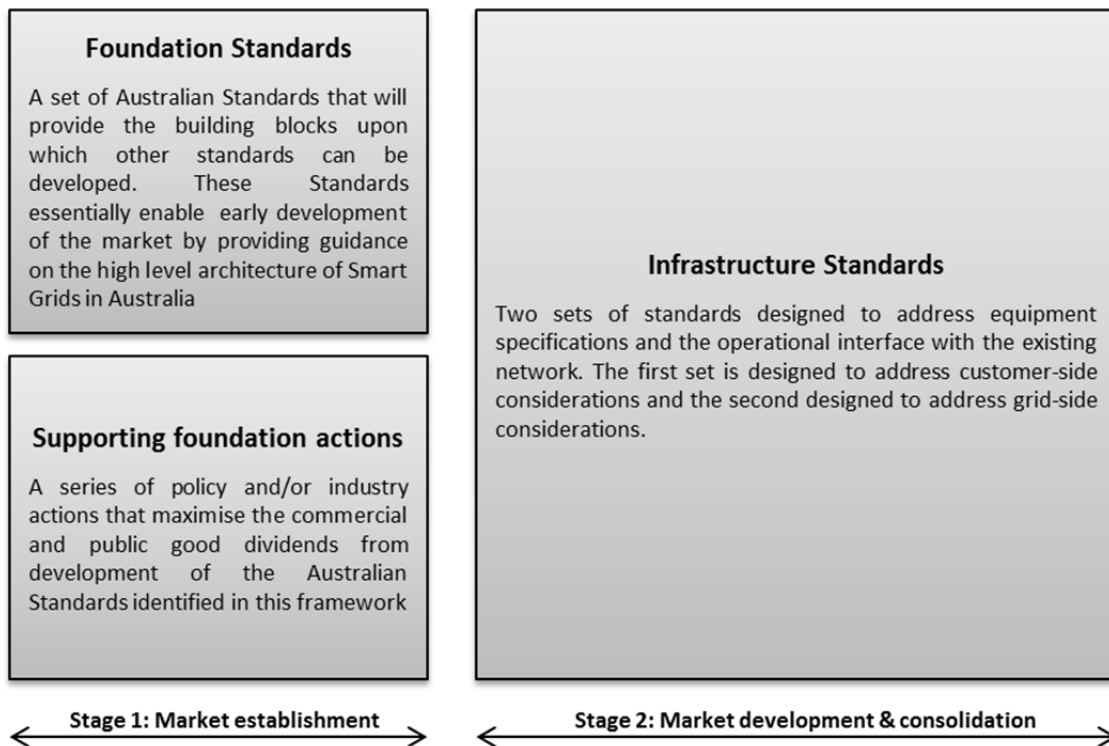 Foundation Standards
A set of Australian Standards that will
provide the building blocks upon
which other standards can be
developed. These Standards
essentially enable early development
of the market by providing guidance
on the high level architecture of Smart
Grids in Australia
Supporting foundation actions
A series of policy and/or industry
actions that maximise the commercial
and public good dividends from
development of the Australian
Standards identified in this framework
Infrastructure Standards
Two sets of standards designed to address equipment
specifications and the operational interface with the existing
network. The first set is designed to address customer-side
considerations and the second designed to address grid-side
considerations.
Stage 1: Market establishment
Stage 2: Market development & consolidation